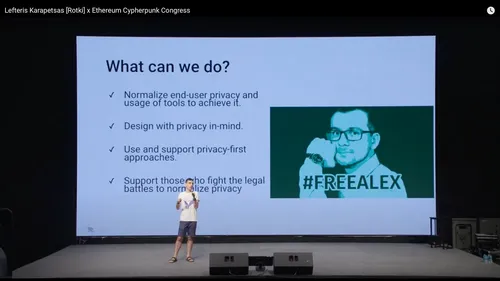 Lefteris Karapetsas [Rotki] x Ethereum Cypherpunk Congress
What can we do?
✓ Normalize end-user privacy and
usage of tools to achieve it.
✓ Design with privacy in-mind.
✓ Use and support privacy-first
approaches.
✓ Support those who fight the legal
battles to normalize privacy
#FREEALEX